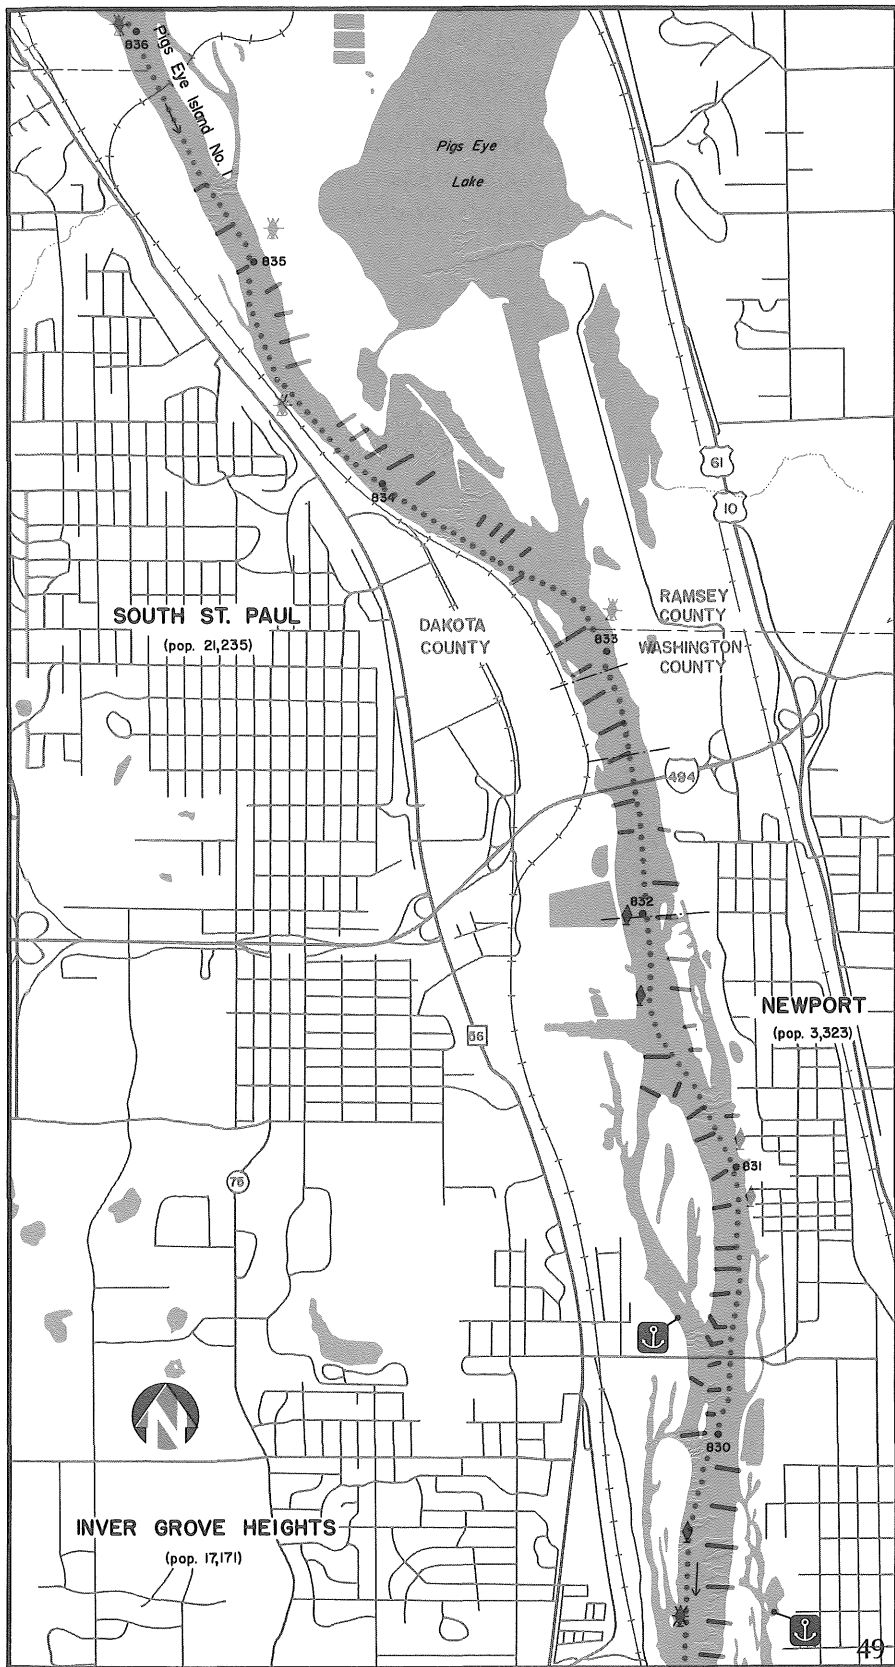 836
Pigs Eye Island No. 1
Pigs Eye
Lake
835
61
10
834
RAMSEY
COUNTY
SOUTH ST. PAUL
(pop. 21,235)
DAKOTA
COUNTY
833
WASHINGTON
COUNTY
494
832
NEWPORT
(pop. 3,323)
56
831
75
830
INVER GROVE HEIGHTS
(pop. 17,171)
N
49